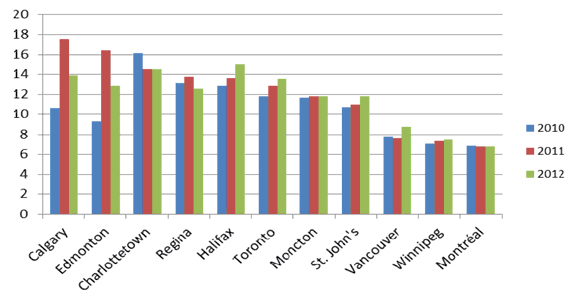 20
18
16
14
12
10
8
6
4
2
0
2010
2011
2012
Calgary
Edmonton
Charlottetown
Regina
Halifax
Toronto
Moncton
St. John's
Vancouver
Winnipeg
Montréal